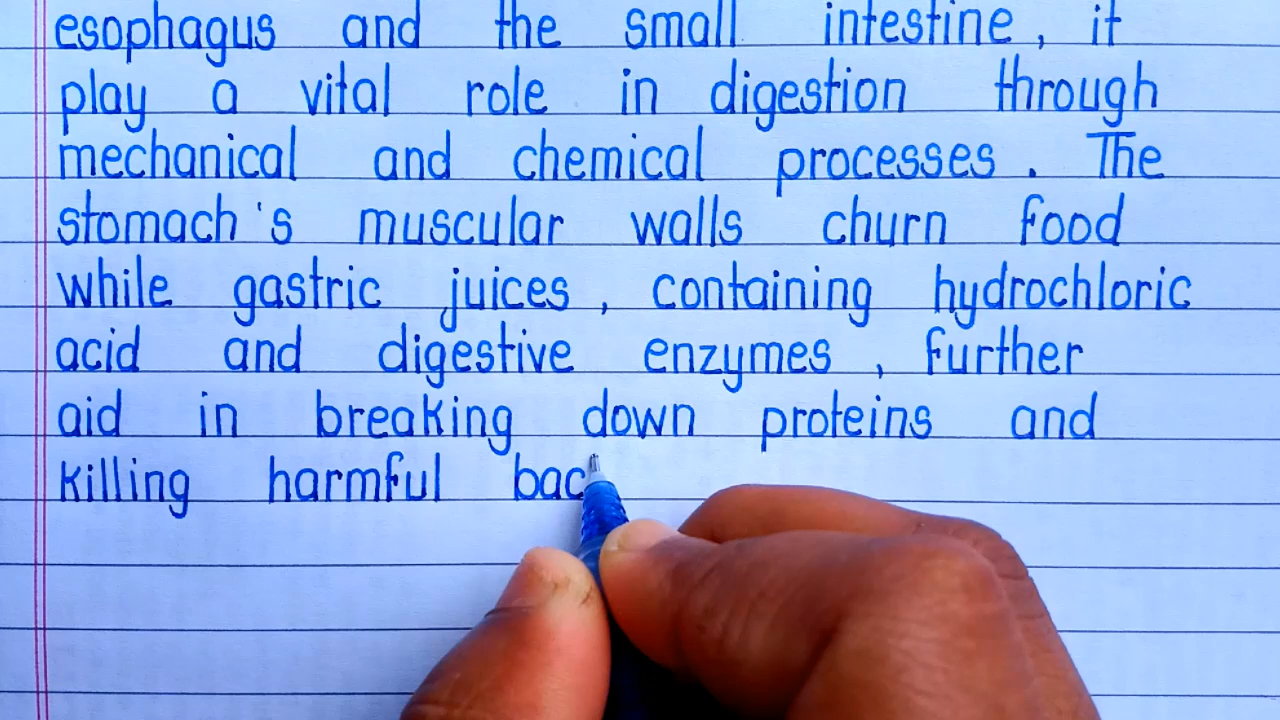 esophagus and the small intestine, it
play a vital role in digestion through
mechanical and chemical processes. The
stomach's muscular walls churn food
while gastric juices, containing hydrochloric
acid and digestive enzymes, further
aid in breaking down proteins and
killing harmful bac